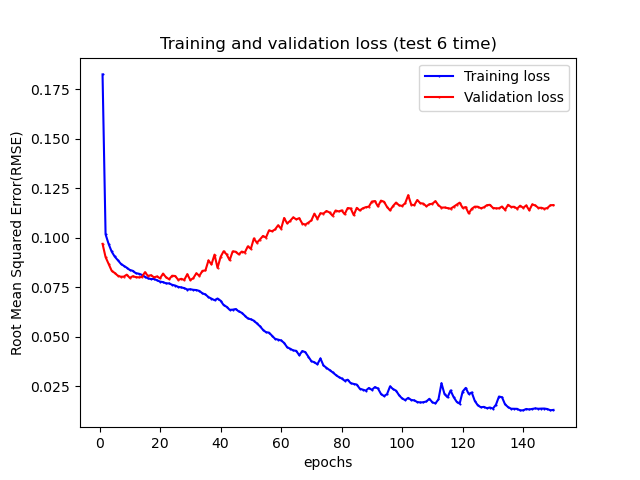 Training and validation loss (test 6 time)
Training loss
Validation loss
Root Mean Squared Error(RMSE)
0.175
0.150
0.125
0.100
0.075
0.050
0.025
0 20 40 60 80 100 120 140
epochs